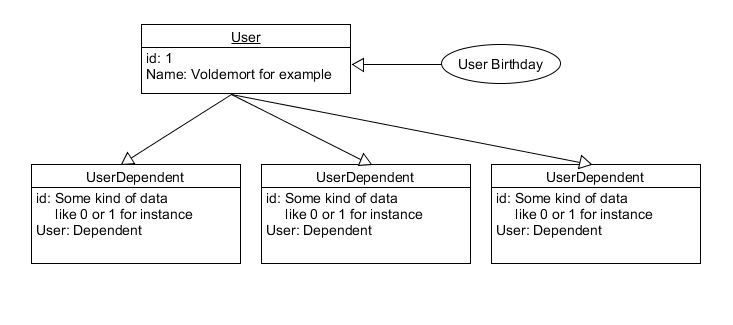 User
id: 1
Name: Voldemort for example
User Birthday
UserDependent
id: Some kind of data
like 0 or 1 for instance
User: Dependent
UserDependent
id: Some kind of data
like 0 or 1 for instance
User: Dependent
UserDependent
id: Some kind of data
like 0 or 1 for instance
User: Dependent